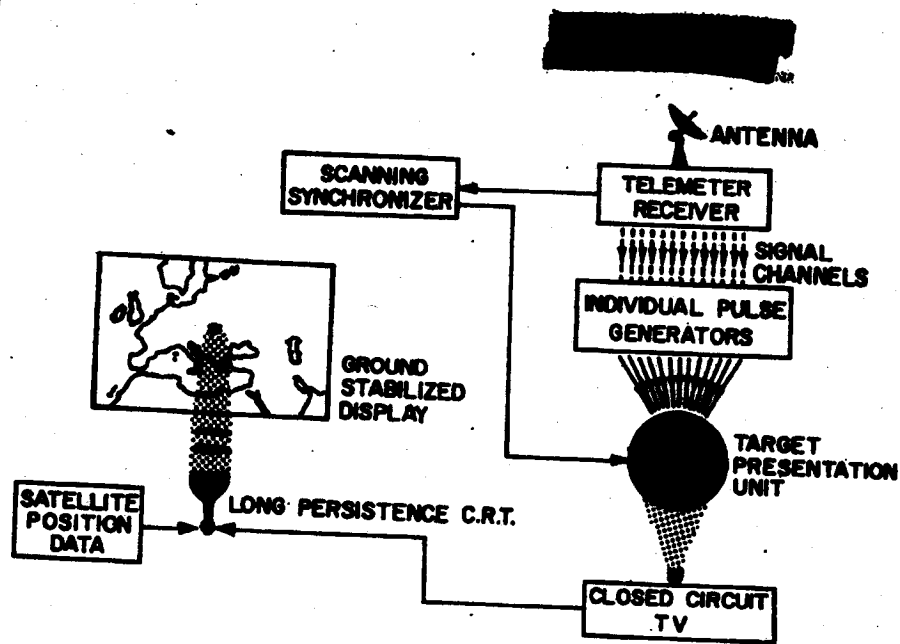 ANTENNA
SCANNING
SYNCHRONIZER
TELEMETER
RECEIVER
SIGNAL
CHANNELS
INDIVIDUAL PULSE
GENERATORS
GROUND
STABILIZED
DISPLAY
TARGET
PRESENTATION
UNIT
SATELLITE
POSITION
DATA
LONG PERSISTENCE C.R.T.
CLOSED CIRCUIT
TV